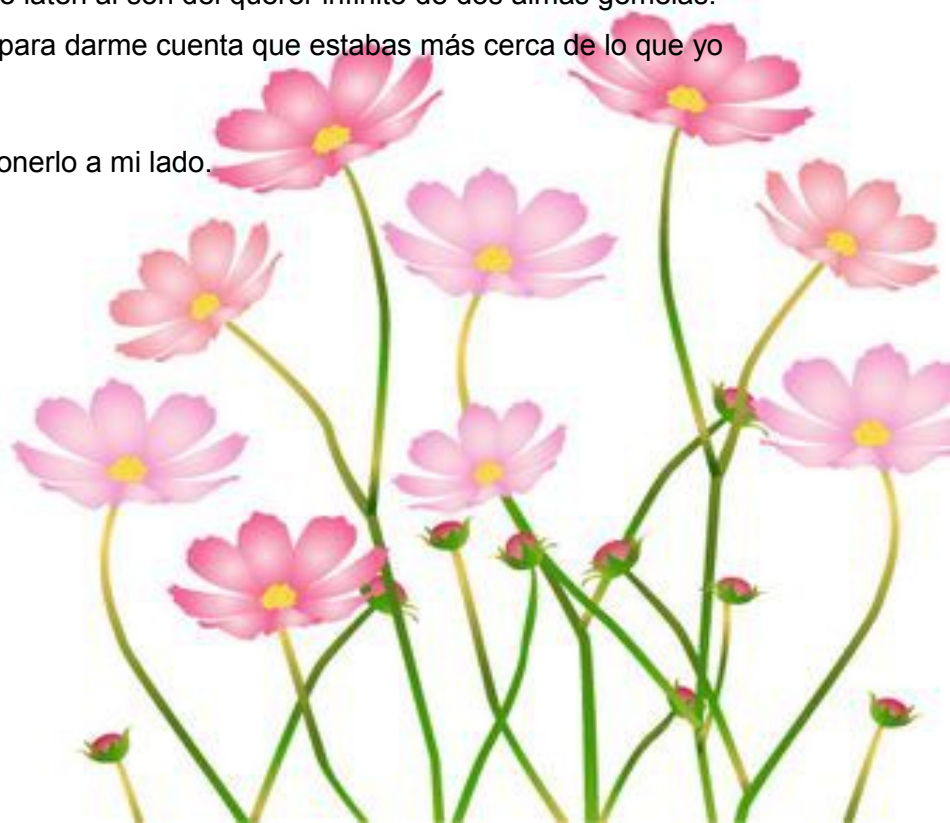 laten al son del querer infinito de dos almas gemelas.
para darme cuenta que estabas más cerca de lo que yo
onerlo a mi lado.